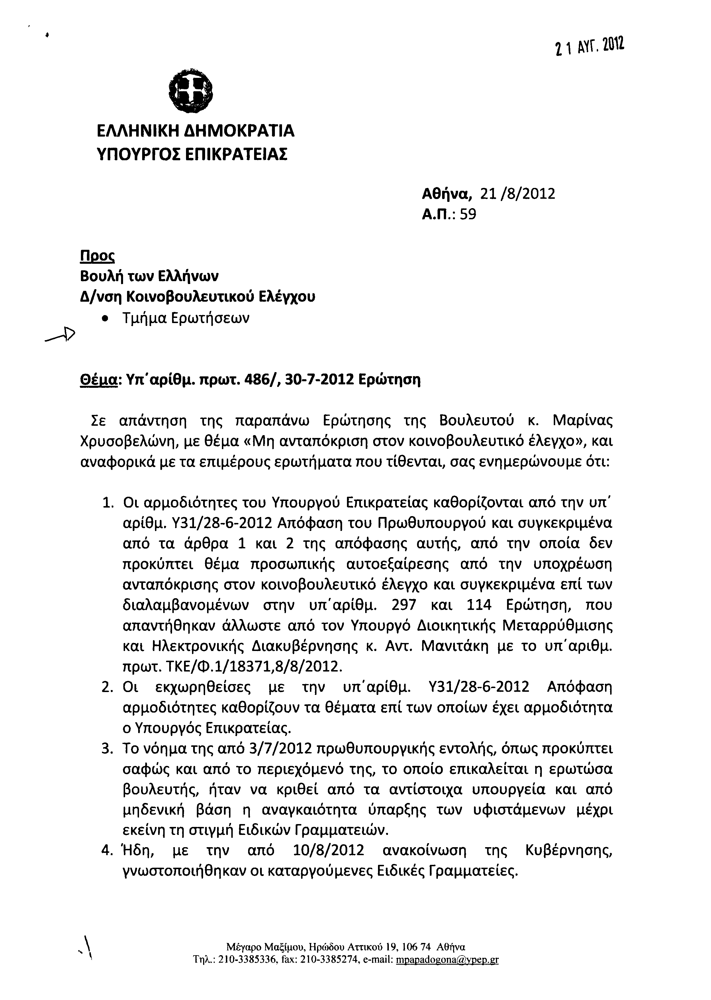 2 1 ΑΥΓ. 2012
ΕΛΛΗΝΙΚΗ ΔΗΜΟΚΡΑΤΙΑ
ΥΠΟΥΡΓΟΣ ΕΠΙΚΡΑΤΕΙΑΣ
Αθήνα, 21 /8/2012
Α.Π.: 59
Προς
Βουλή των Ελλήνων
Δ/νση Κοινοβουλευτικού Ελέγχου
• Τμήμα Ερωτήσεων
Θέμα: Υπ΄αρίθμ. πρωτ. 486/, 30-7-2012 Ερώτηση
Σε απάντηση της παραπάνω Ερώτησης της Βουλευτού κ. Μαρίνας
Χρυσοβελώνη, με θέμα «Μη ανταπόκριση στον κοινοβουλευτικό έλεγχο», και
αναφορικά με τα επιμέρους ερωτήματα που τίθενται, σας ενημερώνουμε ότι:
1. Οι αρμοδιότητες του Υπουργού Επικρατείας καθορίζονται από την υπ΄
αρίθμ. Υ31/28-6-2012 Απόφαση του Πρωθυπουργού και συγκεκριμένα
από τα άρθρα 1 και 2 της απόφασης αυτής, από την οποία δεν
προκύπτει θέμα προσωπικής αυτοεξαίρεσης από την υποχρέωση
ανταπόκρισης στον κοινοβουλευτικό έλεγχο και συγκεκριμένα επί των
διαλαμβανομένων στην υπ΄αρίθμ. 297 και 114 Ερώτηση, που
απαντήθηκαν άλλωστε από τον Υπουργό Διοικητικής Μεταρρύθμισης
και Ηλεκτρονικής Διακυβέρνησης κ. Αντ. Μανιτάκη με το υπ΄αριθμ.
πρωτ. ΤΚΕ/Φ.1/18371,8/8/2012.
2. Οι εκχωρηθείσες με την υπ΄αρίθμ. Υ31/28-6-2012 Απόφαση
αρμοδιότητες καθορίζουν τα θέματα επί των οποίων έχει αρμοδιότητα
ο Υπουργός Επικρατείας.
3. Το νόημα της από 3/7/2012 πρωθυπουργικής εντολής, όπως προκύπτει
σαφώς και από το περιεχόμενό της, το οποίο επικαλείται η ερωτώσα
βουλευτής, ήταν να κριθεί από τα αντίστοιχα υπουργεία και από
μηδενική βάση η αναγκαιότητα ύπαρξης των υφιστάμενων μέχρι
εκείνη τη στιγμή Ειδικών Γραμματειών.
4. Ήδη, με την από 10/8/2012 ανακοίνωση της Κυβέρνησης,
γνωστοποιήθηκαν οι καταργούμενες Ειδικές Γραμματείες.
Μέγαρο Μαξίμου, Ηρώδου Αττικού 19, 106 74 Αθήνα
Τηλ.: 210-3385336, fax: 210-3385274, e-mail: mpapadogona@ypep.gr